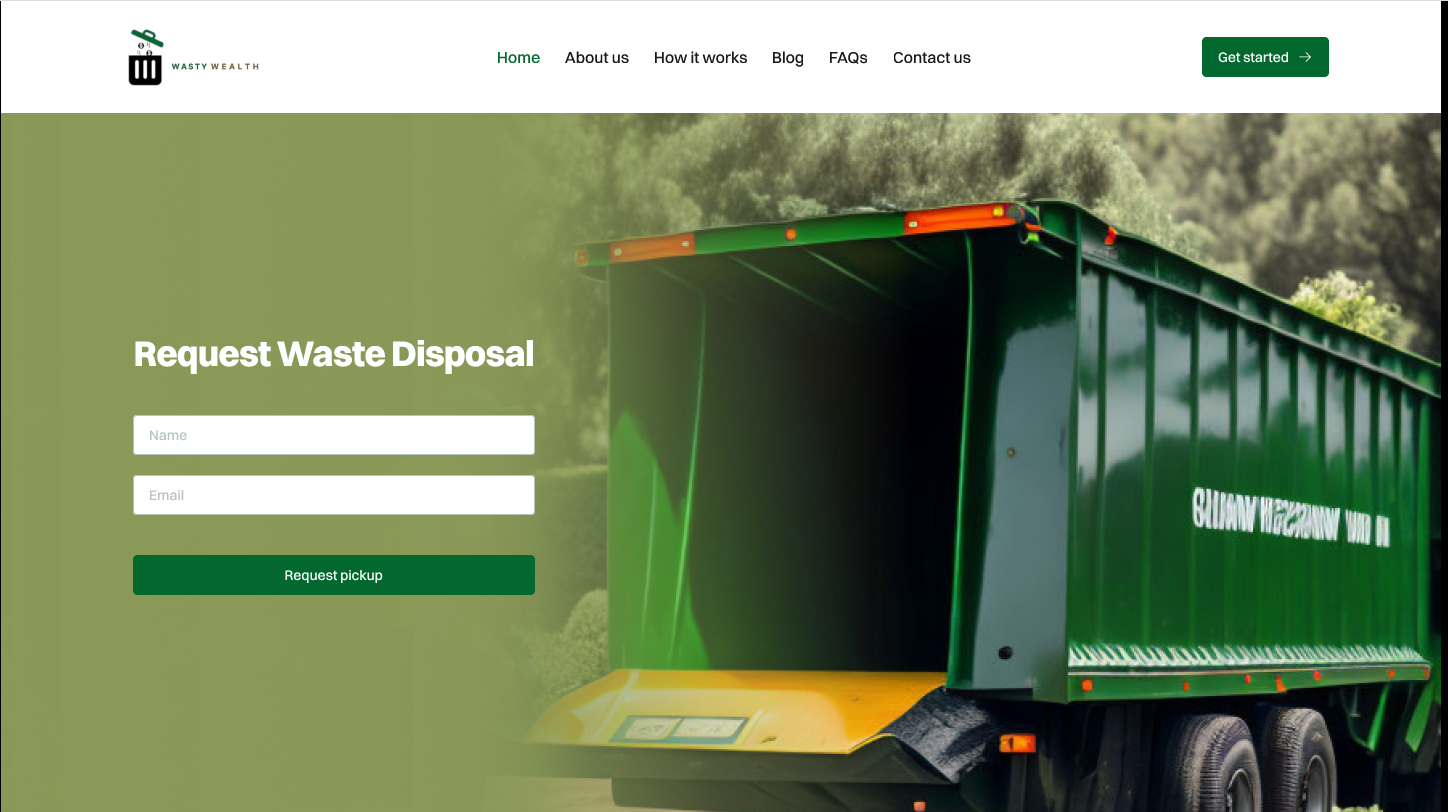 WASTY WEALTH
Home About us How it works Blog FAQs Contact us
Get started
Request Waste Disposal
Name
Email
Request pickup